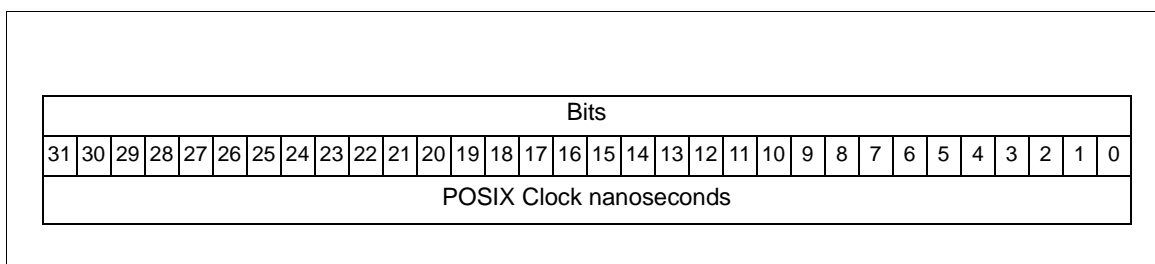 Bits
31 30 29 28 27 26 25 24 23 22 21 20 19 18 17 16 15 14 13 12 11 10 9 8 7 6 5 4 3 2 1 0
POSIX Clock nanoseconds